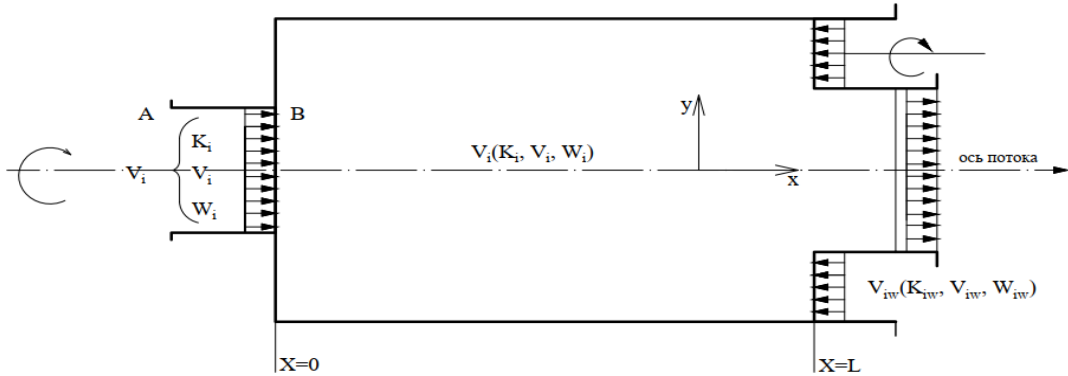 A
B
K_i
V_i
V_i
W_i
V_i(K_i, V_i, W_i)
y
x
ось потока
V_iw(K_iw, V_iw, W_iw)
X=0
X=L